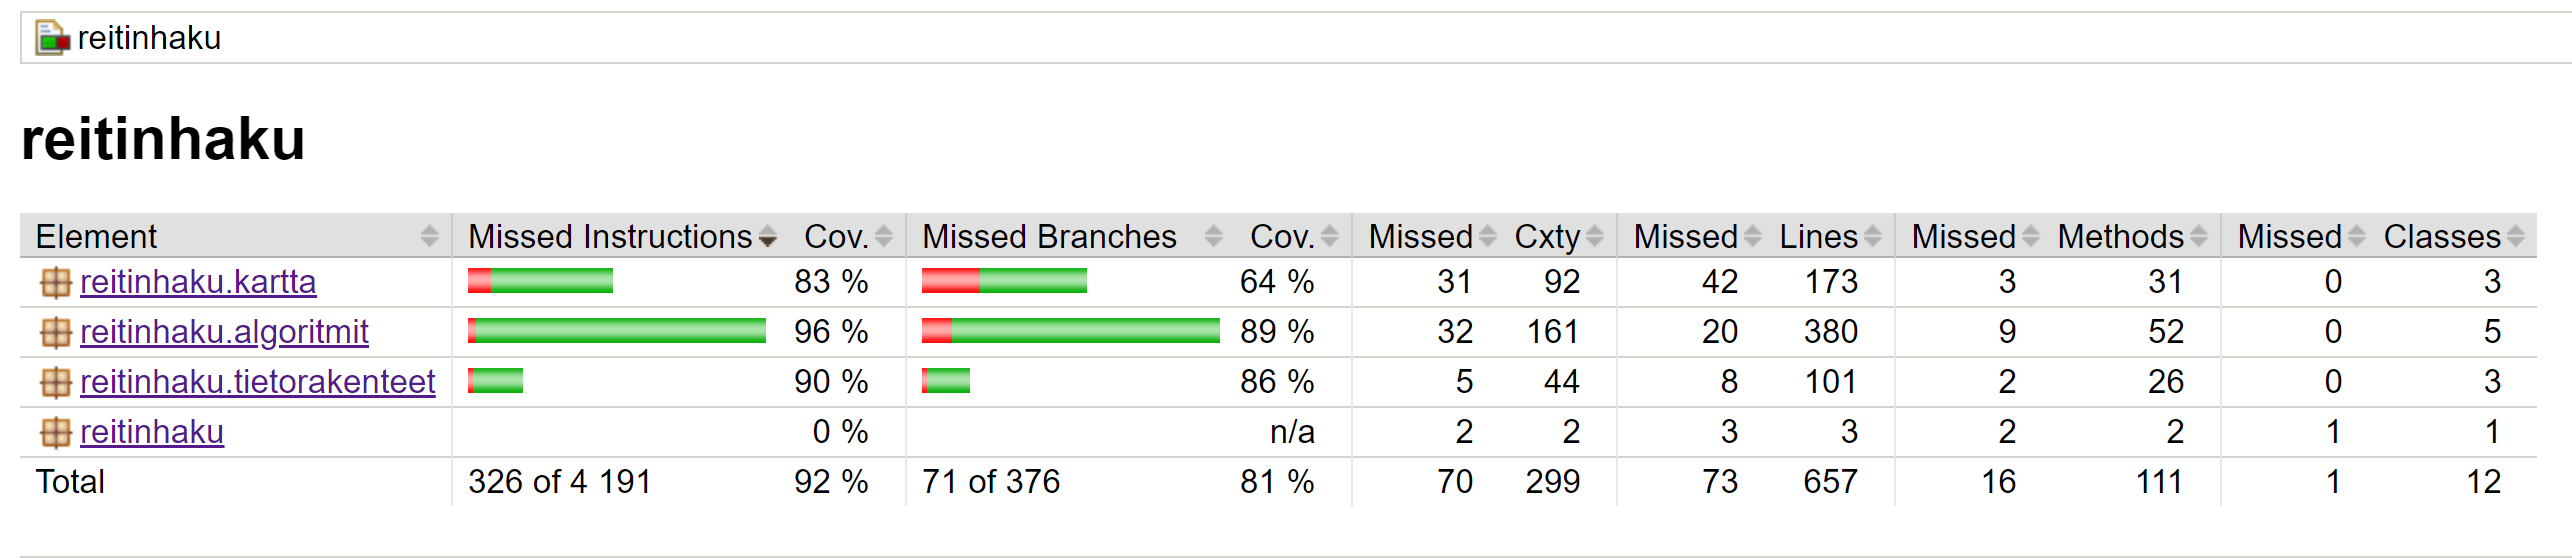 reitinhaku
reitinhaku
Element Missed Instructions Cov. Missed Branches Cov. Missed Cxty Missed Lines Missed Methods Missed Classes
reitinhaku.kartta 83 % 64 % 31 92 42 173 3 31 0 3
reitinhaku.algoritmit 96 % 89 % 32 161 20 380 9 52 0 5
reitinhaku.tietorakenteet 90 % 86 % 5 44 8 101 2 26 0 3
reitinhaku 0 % n/a 2 2 3 3 2 2 1 1
Total 326 of 4 191 92 % 71 of 376 81 % 70 299 73 657 16 111 1 12